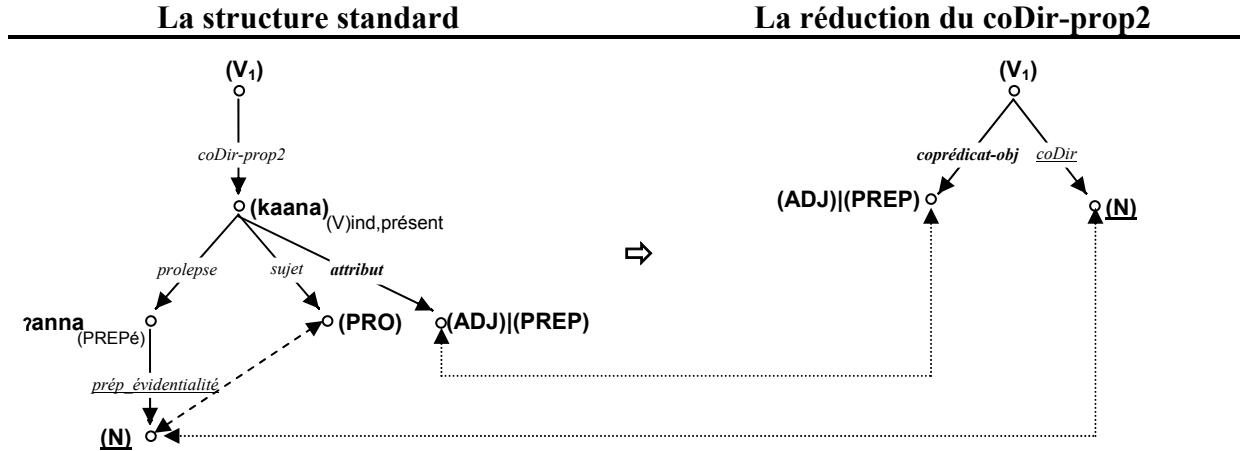 La structure standard
La réduction du coDir-prop2
(V₁)
(V₁)
coDir-prop2
coprédicat-obj coDir
(ADJ)|(PREP)
(N)
(kaana)(V)ind,présent
⇨
prolepse sujet attribut
ʔanna(PREPé)
(PRO)
(ADJ)|(PREP)
prép_évidentialité
(N)